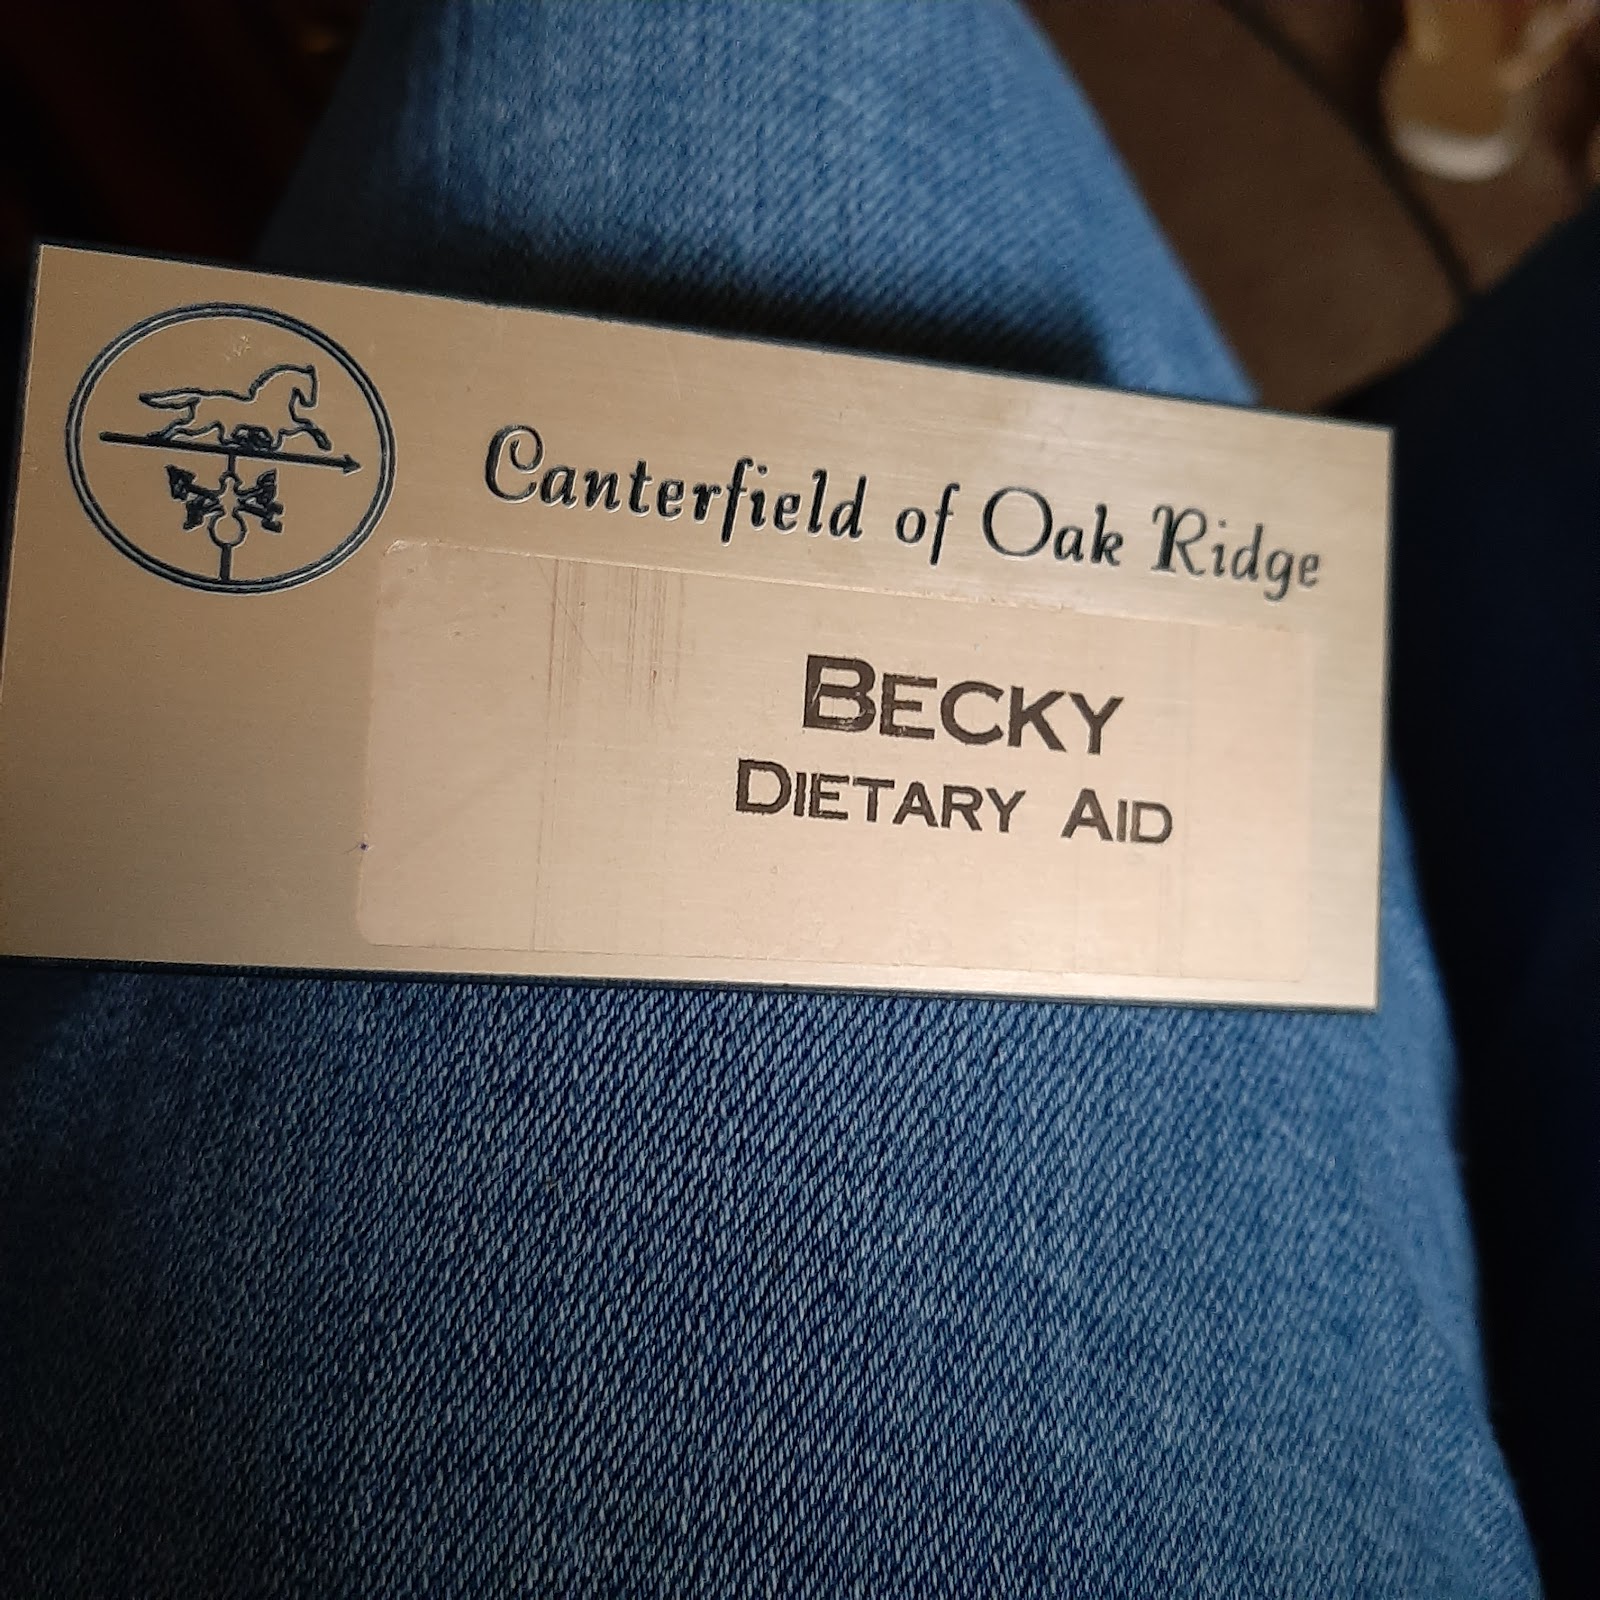 Canterfield of Oak Ridge
BECKY
DIETARY AID